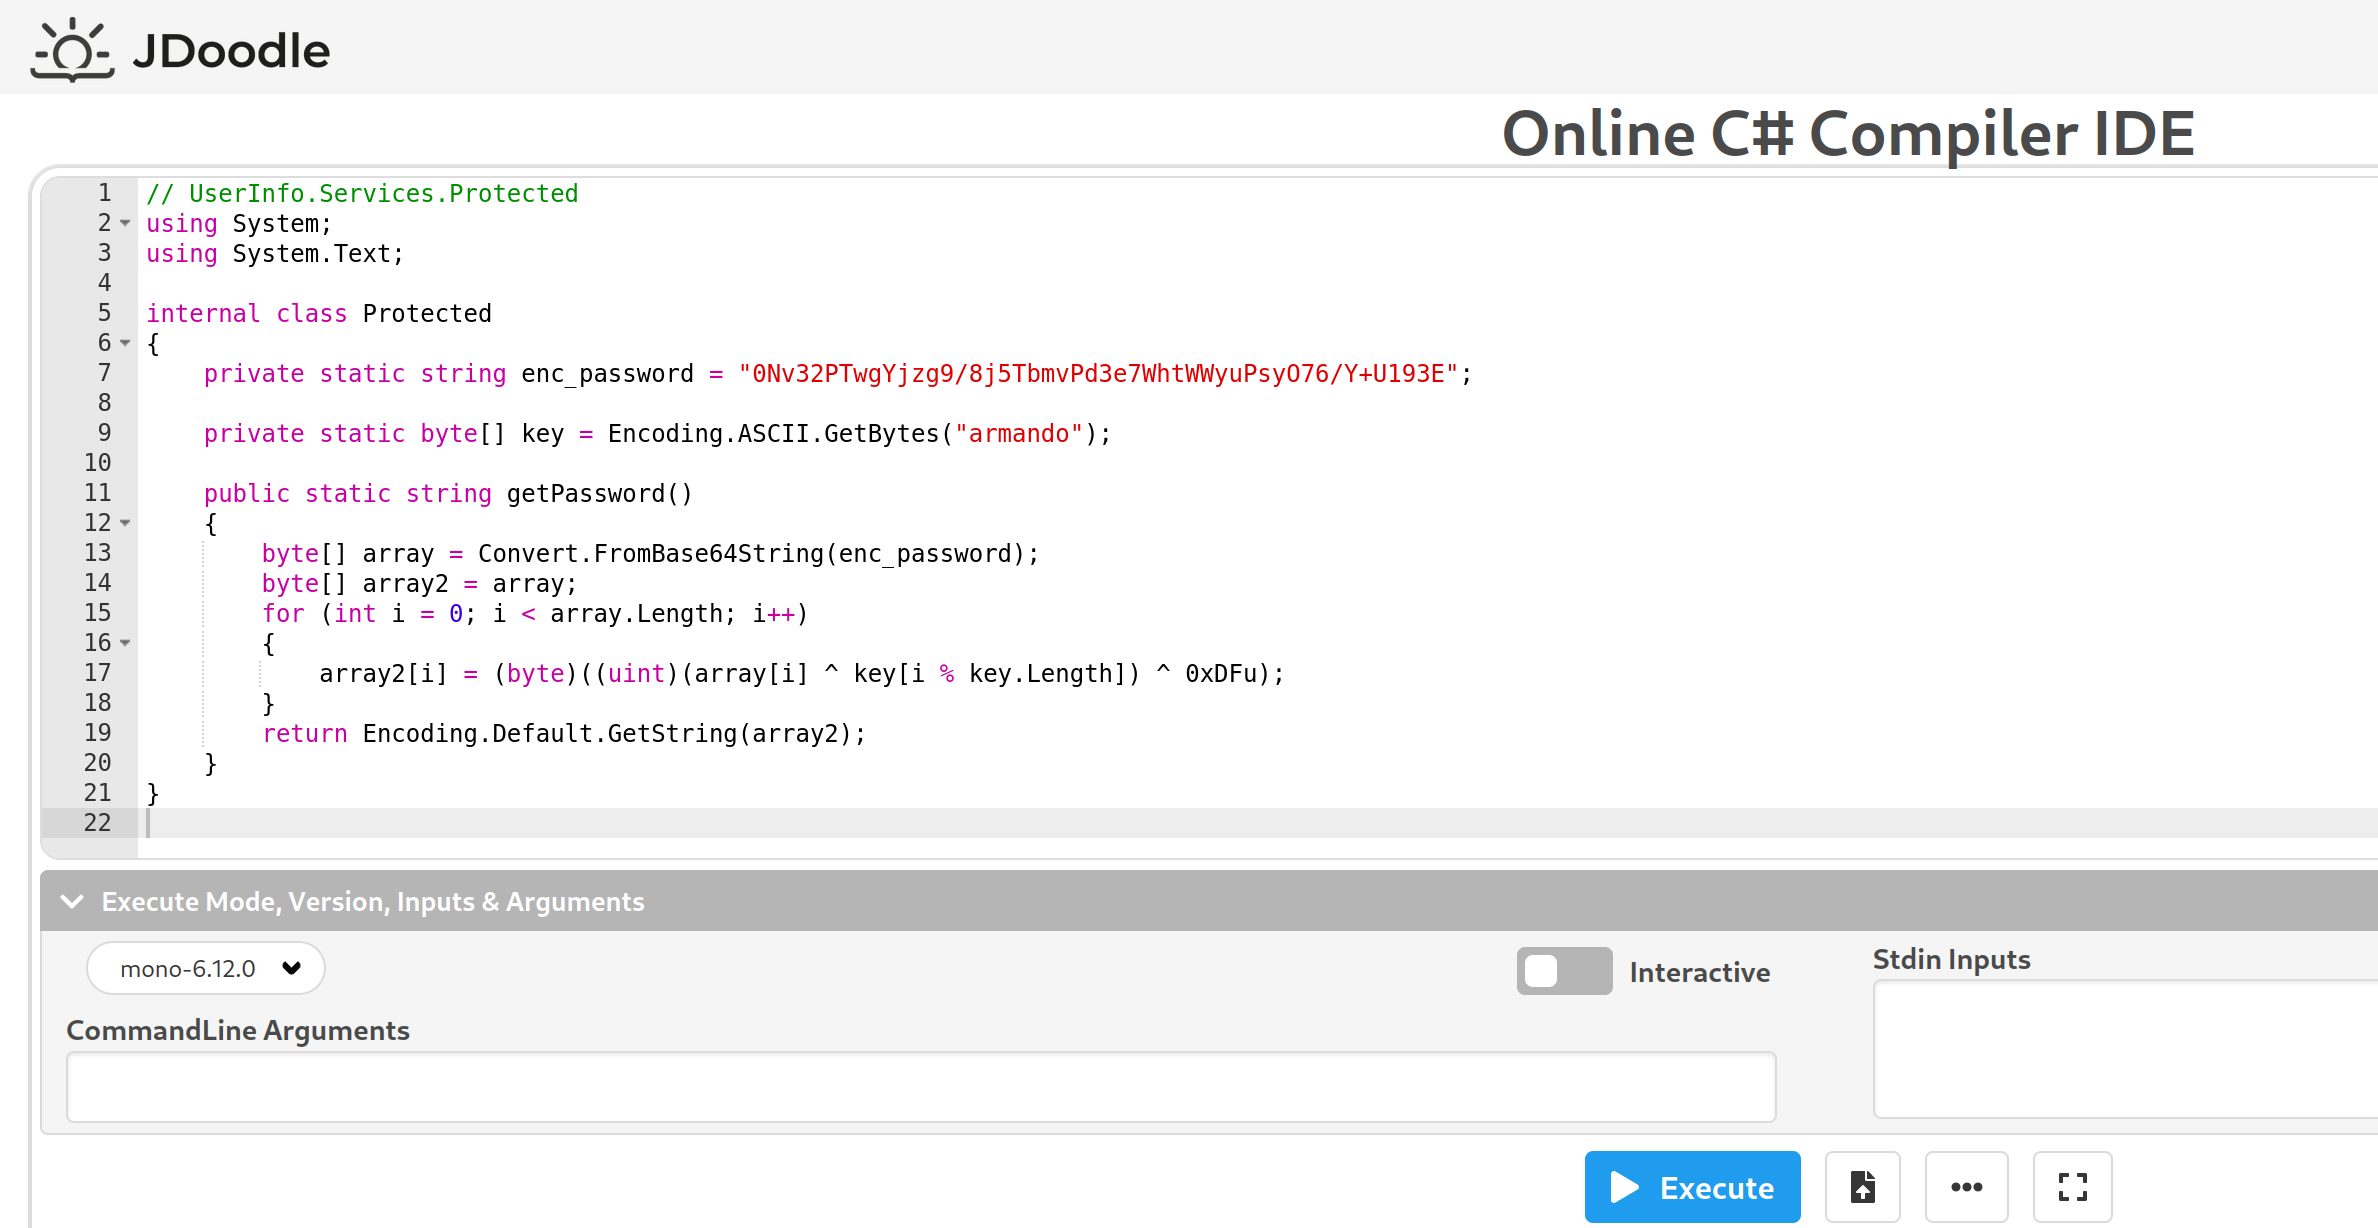 JDoodle
Online C# Compiler IDE
1 // UserInfo.Services.Protected
2 using System;
3 using System.Text;
4
5 internal class Protected
6 {
7     private static string enc_password = "0Nv32PTwgYjzg9/8j5TbmvPd3e7WhtWWyuPsyO76/Y+U193E";
8
9     private static byte[] key = Encoding.ASCII.GetBytes("armando");
10
11     public static string getPassword()
12     {
13         byte[] array = Convert.FromBase64String(enc_password);
14         byte[] array2 = array;
15         for (int i = 0; i < array.Length; i++)
16         {
17             array2[i] = (byte)((uint)(array[i] ^ key[i % key.Length]) ^ 0xDFu);
18         }
19         return Encoding.Default.GetString(array2);
20     }
21 }
22
Execute Mode, Version, Inputs & Arguments
mono-6.12.0
Interactive
Stdin Inputs
CommandLine Arguments
Execute